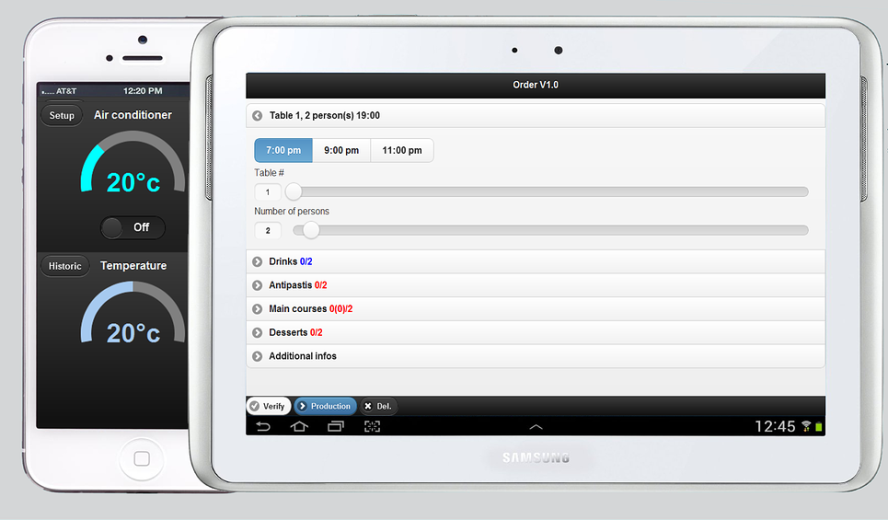 ..... AT&T 12:20 PM
Setup Air conditioner
20°c
Off
Historic Temperature
20°c
Order V1.0
Table 1, 2 person(s) 19:00
7:00 pm 9:00 pm 11:00 pm
Table #
1
Number of persons
2
Drinks 0/2
Antipastis 0/2
Main courses 0(0)/2
Desserts 0/2
Additional infos
Verify Production Del.
12:45
SAMSUNG